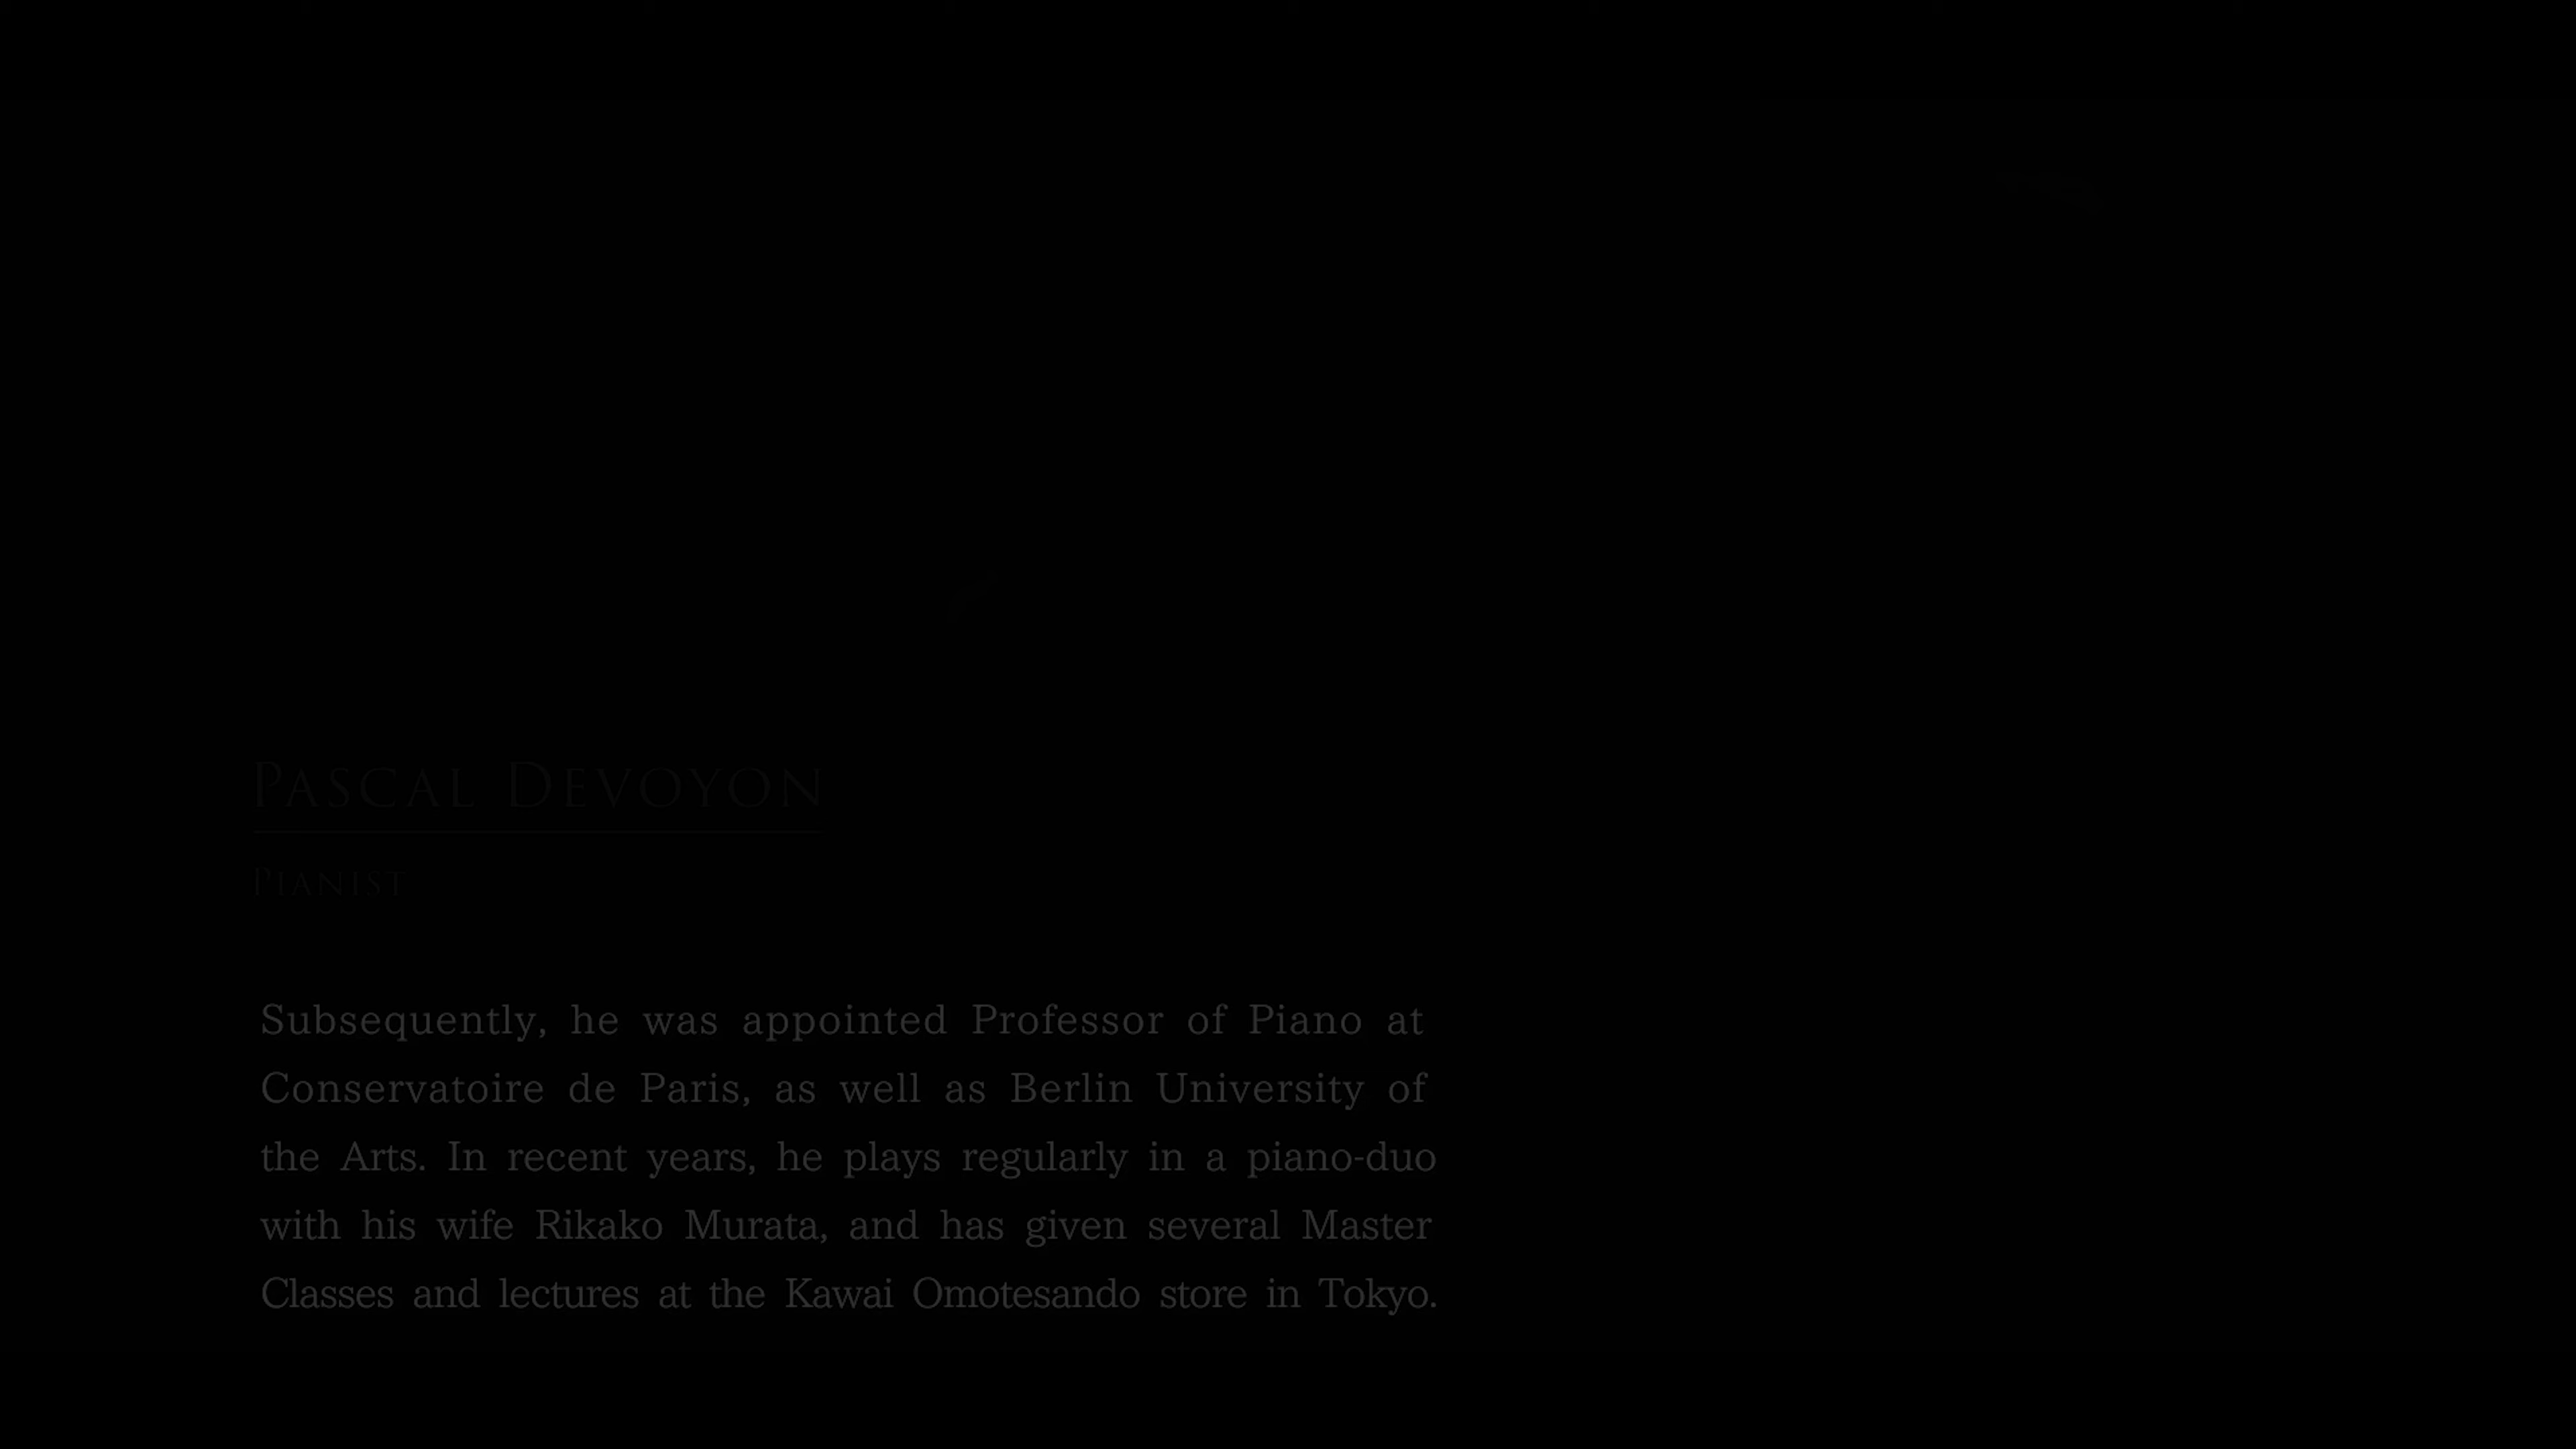 PASCAL DEVOYON
PIANIST
Subsequently, he was appointed Professor of Piano at
Conservatoire de Paris, as well as Berlin University of
the Arts. In recent years, he plays regularly in a piano-duo
with his wife Rikako Murata, and has given several Master
Classes and lectures at the Kawai Omotesando store in Tokyo.